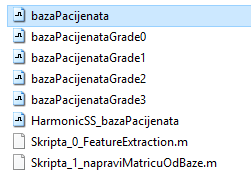 bazaPacijenata
bazaPacijenataGrade0
bazaPacijenataGrade1
bazaPacijenataGrade2
bazaPacijenataGrade3
HarmonicSS_bazaPacijenata
Skripta_0_FeatureExtraction.m
Skripta_1_napraviMatricuOdBaze.m